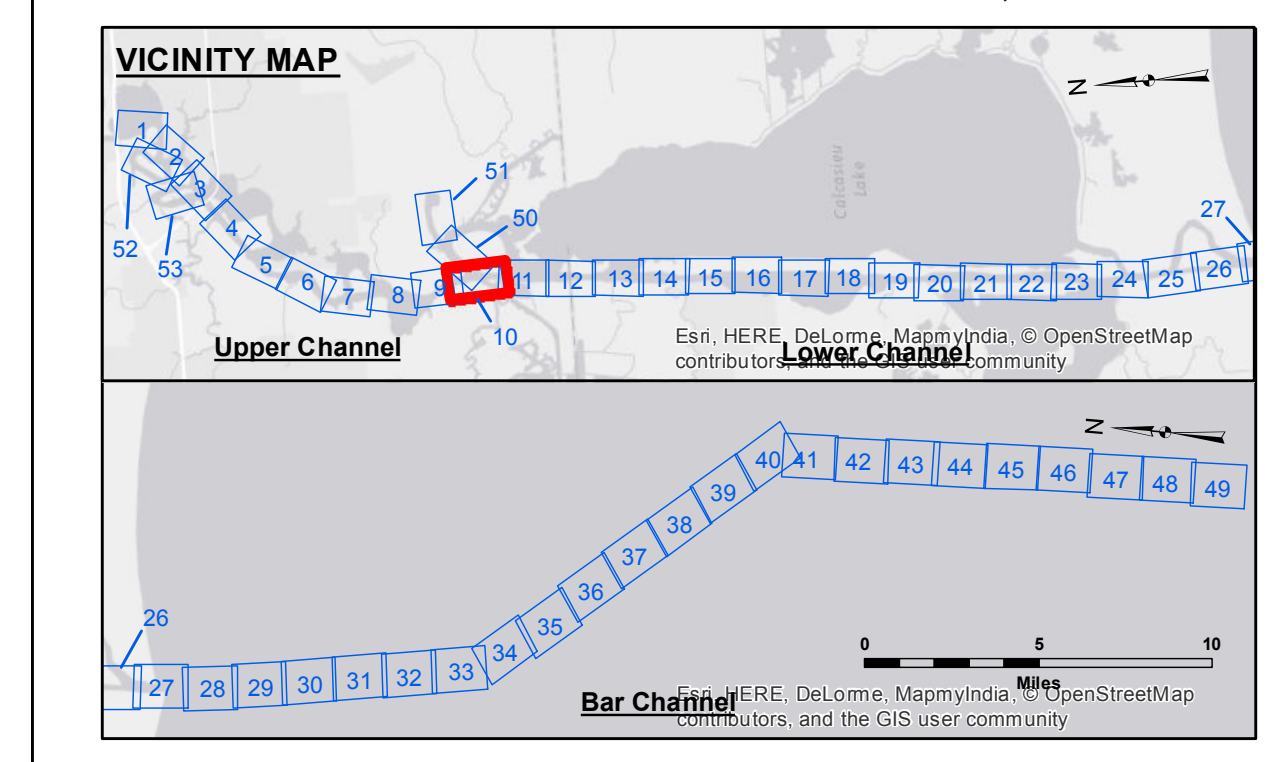 VICINITY MAP
N
1
2
3
4
5
6
7
8
9
10
11 12 13 14 15 16 17 18 19 20 21 22 23 24 25 26
27
50
51
52
53
Calcasieu
Lake
Upper Channel
Lower Channel
Esri, HERE, DeLorme, MapmyIndia, © OpenStreetMap
contributors, and the GIS user community
N
26
27 28 29 30 31 32 33
34
35
36
37
38
39
40 41 42 43 44 45 46 47 48 49
0 5 10
Miles
Bar Channel
Esri, HERE, DeLorme, MapmyIndia, © OpenStreetMap
contributors, and the GIS user community